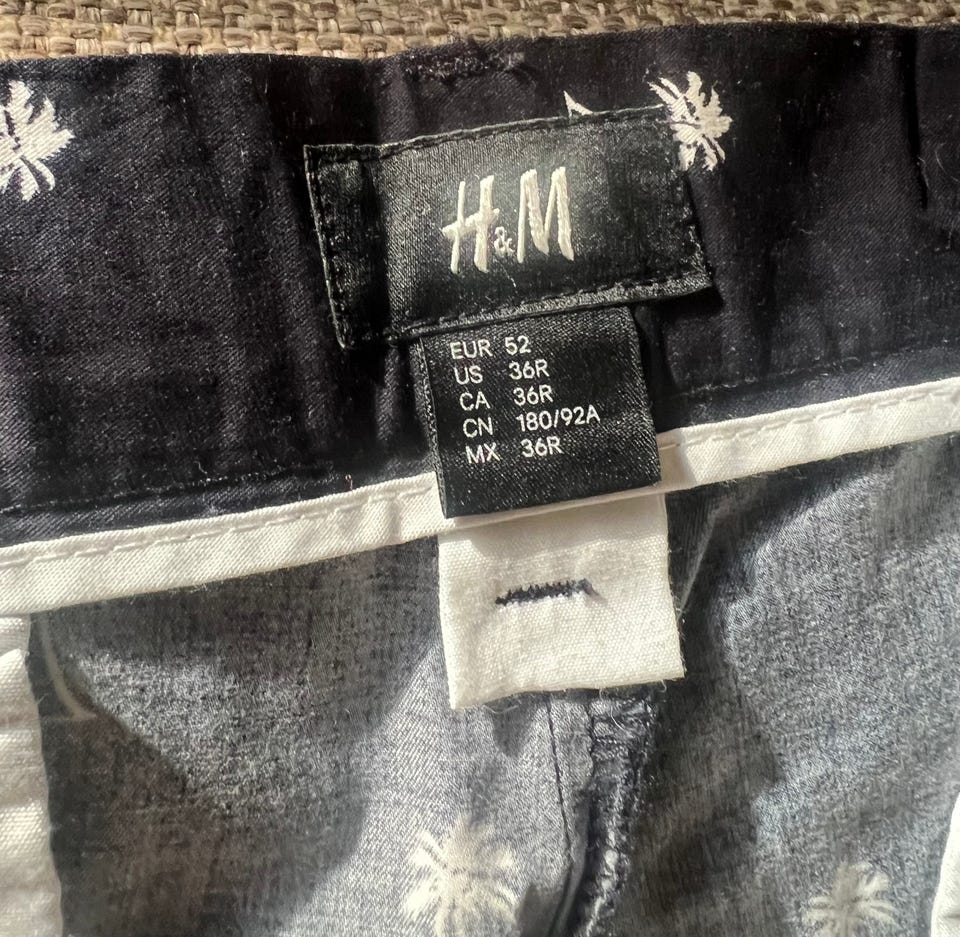 H&M
EUR 52
US 36R
CA 36R
CN 180/92A
MX 36R